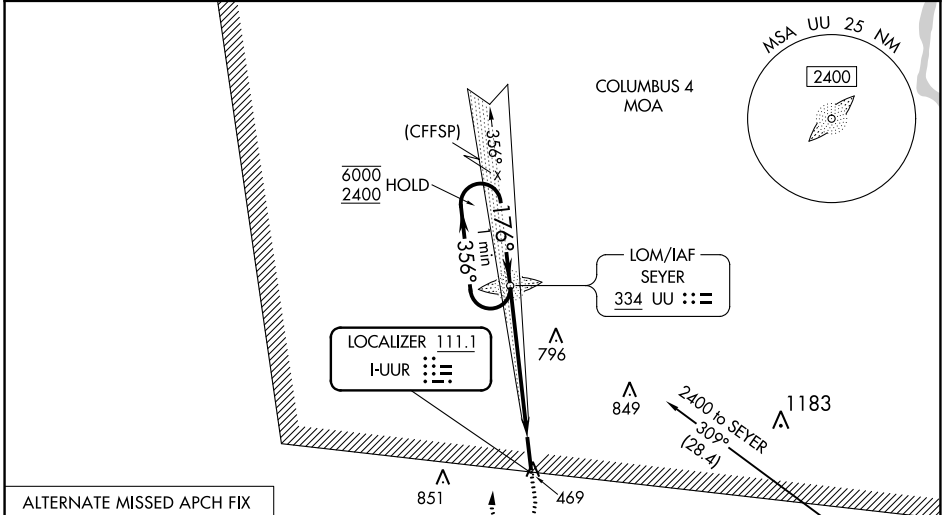 MSA UU 25 NM
2400
COLUMBUS 4
MOA
(CFFSP)
356°
x
6000
2400
HOLD
176°
1 min
356°
LOM/IAF
SEYER
334 UU
LOCALIZER 111.1
I-UUR
796
849
1183
2400 to SEYER
309°
(28.4)
851
469
ALTERNATE MISSED APCH FIX